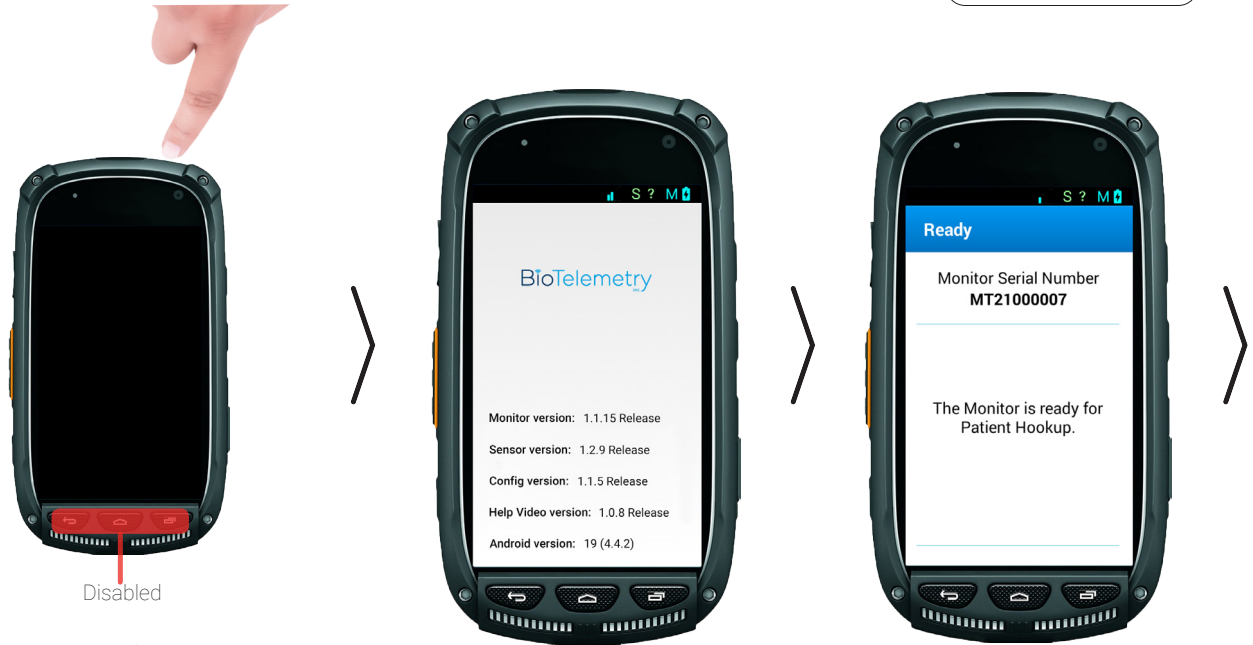 Disabled
S ? M
BioTelemetry
INC
Monitor version: 1.1.15 Release
Sensor version: 1.2.9 Release
Config version: 1.1.5 Release
Help Video version: 1.0.8 Release
Android version: 19 (4.4.2)
S ? M
Ready
Monitor Serial Number
MT21000007
The Monitor is ready for
Patient Hookup.